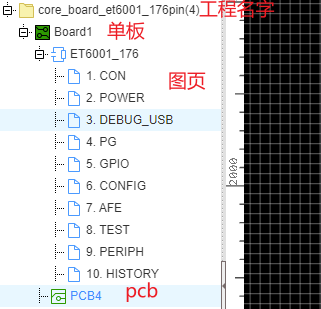 core_board_et6001_176pin(4) 工程名字
Board1 单板
ET6001_176
1. CON
图页
2. POWER
3. DEBUG_USB
4. PG
5. GPIO
2000
6. CONFIG
7. AFE
8. TEST
9. PERIPH
10. HISTORY
PCB4 pcb